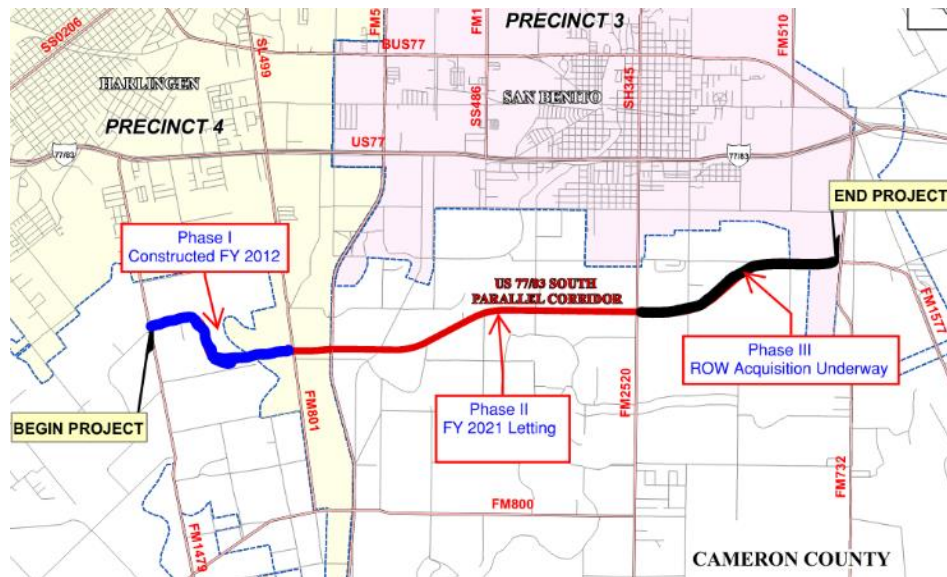 PRECINCT 3
SS0206
SL499
FM5
BUS77
FM1
FM510
HARLINGEN
SS486
SAN BENITO
SH345
PRECINCT 4
US77
77/83
77/83
END PROJECT
Phase I
Constructed FY 2012
US 77/83 SOUTH
PARALLEL CORRIDOR
FM1577
Phase III
ROW Acquisition Underway
Phase II
FY 2021 Letting
BEGIN PROJECT
FM801
FM2520
FM732
FM800
FM1479
CAMERON COUNTY